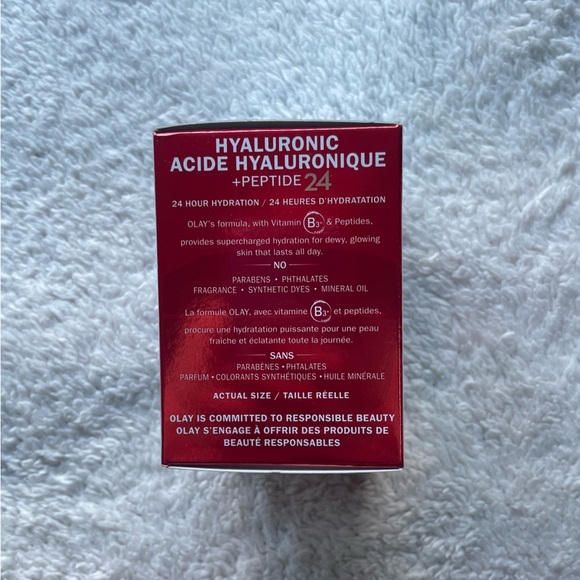 HYALURONIC
ACIDE HYALURONIQUE
+PEPTIDE 24
24 HOUR HYDRATION / 24 HEURES D'HYDRATATION
OLAY's formula, with Vitamin B3+ & Peptides,
provides supercharged hydration for dewy, glowing
skin that lasts all day.
NO
PARABENS • PHTHALATES
FRAGRANCE • SYNTHETIC DYES • MINERAL OIL
La formule OLAY, avec vitamine B3+ et peptides,
procure une hydratation puissante pour une peau
fraîche et éclatante toute la journée.
SANS
PARABÈNES • PHTALATES
PARFUM • COLORANTS SYNTHÉTIQUES • HUILE MINÉRALE
ACTUAL SIZE / TAILLE RÉELLE
OLAY IS COMMITTED TO RESPONSIBLE BEAUTY
OLAY S'ENGAGE À OFFRIR DES PRODUITS DE
BEAUTÉ RESPONSABLES